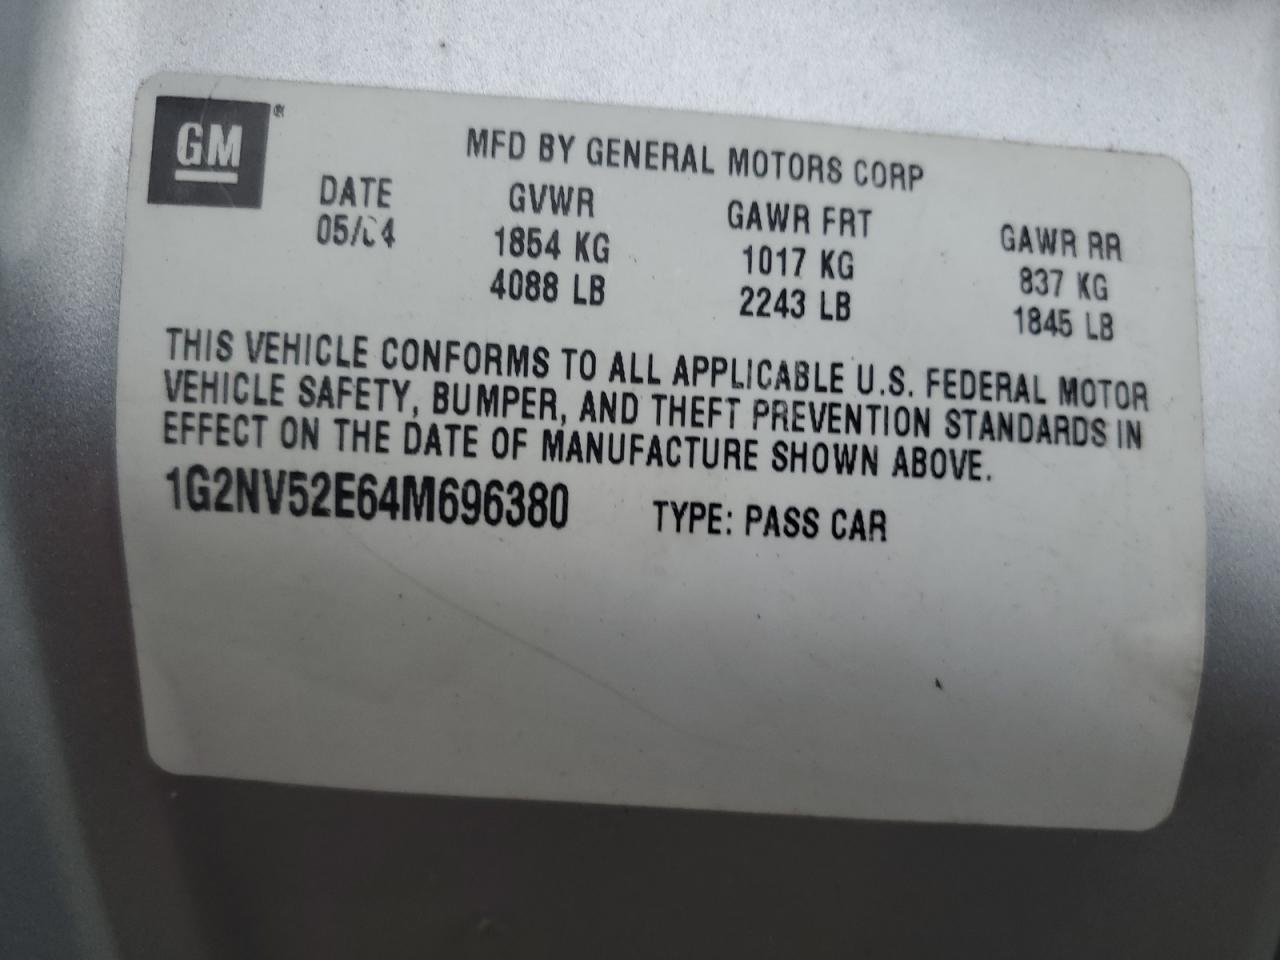 GM®
MFD BY GENERAL MOTORS CORP
DATE GVWR GAWR FRT GAWR RR
05/04 1854 KG 1017 KG 837 KG
4088 LB 2243 LB 1845 LB
THIS VEHICLE CONFORMS TO ALL APPLICABLE U.S. FEDERAL MOTOR
VEHICLE SAFETY, BUMPER, AND THEFT PREVENTION STANDARDS IN
EFFECT ON THE DATE OF MANUFACTURE SHOWN ABOVE.
1G2NV52E64M696380 TYPE: PASS CAR